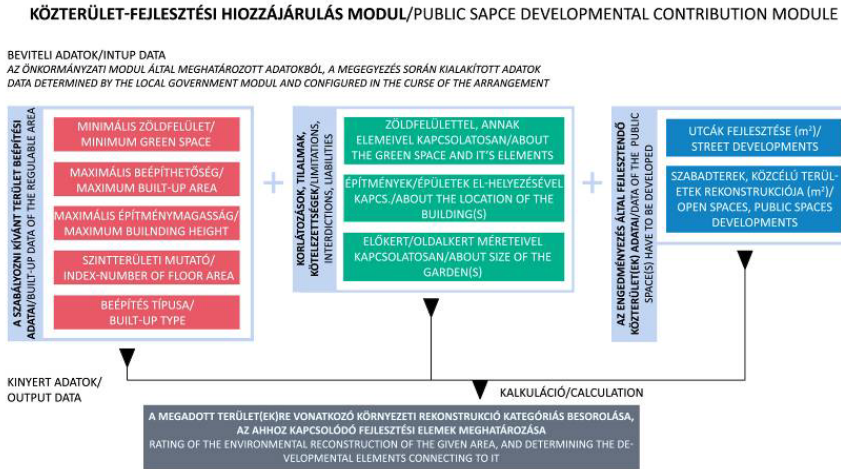 KÖZTERÜLET-FEJLESZTÉSI HIOZZÁJÁRULÁS MODUL/PUBLIC SAPCE DEVELOPMENTAL CONTRIBUTION MODULE
BEVITELI ADATOK/INTUP DATA
AZ ÖNKORMÁNYZATI MODUL ÁLTAL MEGHATÁROZOTT ADATOKBÓL, A MEGEGYEZÉS SORÁN KIALAKÍTOTT ADATOK
DATA DETERMINED BY THE LOCAL GOVERNMENT MODUL AND CONFIGURED IN THE CURSE OF THE ARRANGEMENT
A SZABÁLYOZNI KÍVÁNT TERÜLET BEÉPÍTÉSI
ADATAI/BUILT-UP DATA OF THE REGULABLE AREA
MINIMÁLIS ZÖLDFELÜLET/
MINIMUM GREEN SPACE
MAXIMÁLIS BEÉPÍTHETŐSÉG/
MAXIMUM BUILT-UP AREA
MAXIMÁLIS ÉPÍTMÉNYMAGASSÁG/
MAXIMUM BUILNDING HEIGHT
SZINTTERÜLETI MUTATÓ/
INDEX-NUMBER OF FLOOR AREA
BEÉPÍTÉS TÍPUSA/
BUILT-UP TYPE
+
KORLÁTOZÁSOK, TILALMAK,
KÖTELEZETTSÉGEK/LIMITATIONS,
INTERDICTIONS, LIABILITIES
ZÖLDFELÜLETTEL, ANNAK
ELEMEIVEL KAPCSOLATOSAN/ABOUT
THE GREEN SPACE AND IT'S ELEMENTS
ÉPÍTMÉNYEK/ÉPÜLETEK EL-HELYEZÉSÉVEL
KAPCS./ABOUT THE LOCATION OF THE
BUILDING(S)
ELŐKERT/OLDALKERT MÉRETEIVEL
KAPCSOLATOSAN/ABOUT SIZE OF THE
GARDEN(S)
+
AZ ENGEDMÉNYEZÉS ÁLTAL FEJLESZTENDŐ
KÖZTERÜLET(EK) ADATAI/DATA OF THE PUBLIC
SPACE(S) HAVE TO BE DEVELOPED
UTCÁK FEJLESZTÉSE (m²)/
STREET DEVELOPMENTS
SZABADTEREK, KÖZCÉLÚ TERÜL-
ETEK REKONSTRUKCIÓJA (m²)/
OPEN SPACES, PUBLIC SPACES
DEVELOPMENTS
KINYERT ADATOK/
OUTPUT DATA
KALKULÁCIÓ/CALCULATION
A MEGADOTT TERÜLET(EK)RE VONATKOZÓ KÖRNYEZETI REKONSTRUKCIÓ KATEGÓRIÁS BESOROLÁSA,
AZ AHHOZ KAPCSOLÓDÓ FEJLESZTÉSI ELEMEK MEGHATÁROZÁSA
RATING OF THE ENVIRONMENTAL RECONSTRUCTION OF THE GIVEN AREA, AND DETERMINING THE DE-
VELOPMENTAL ELEMENTS CONNECTING TO IT